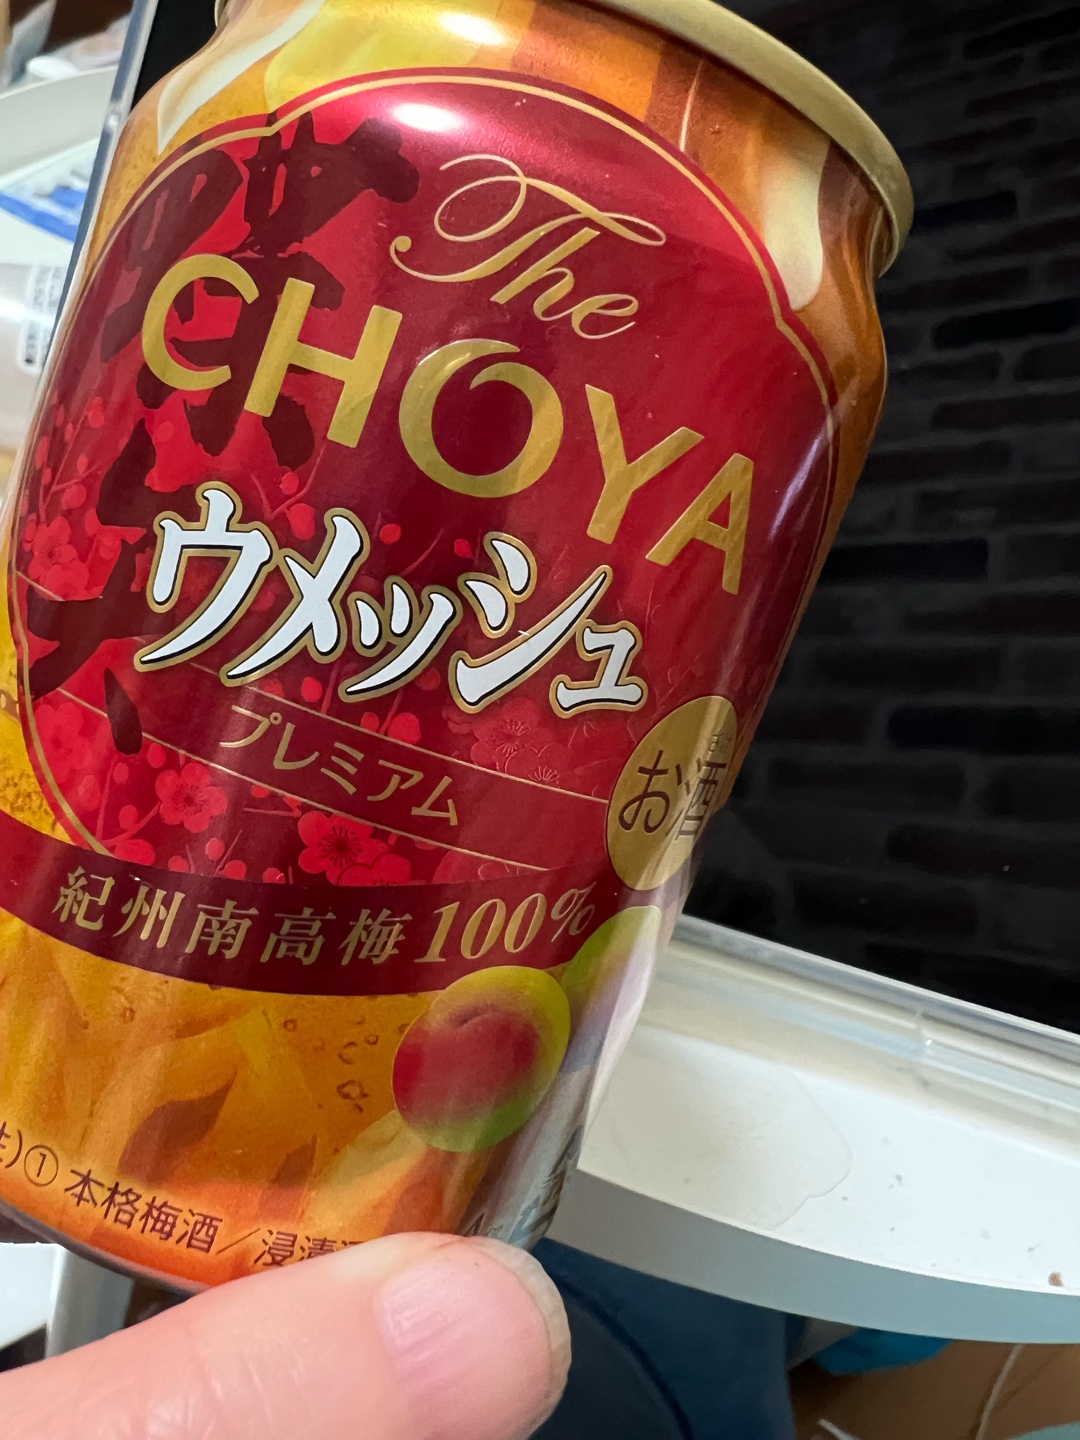 The
CHOYA
ウメッシュ
プレミアム
お酒
紀州南高梅100%
① 本格梅酒／浸漬